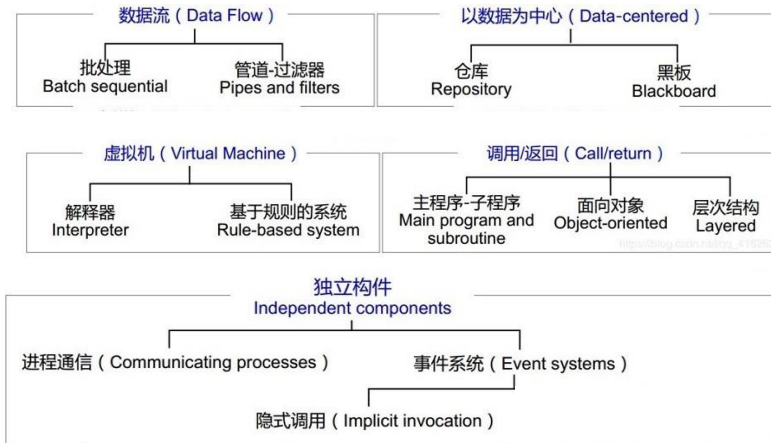 数据流（Data Flow）
批处理
Batch sequential
管道-过滤器
Pipes and filters
以数据为中心（Data-centered）
仓库
Repository
黑板
Blackboard
虚拟机（Virtual Machine）
解释器
Interpreter
基于规则的系统
Rule-based system
调用/返回（Call/return）
主程序-子程序
Main program and
subroutine
面向对象
Object-oriented
层次结构
Layered
独立构件
Independent components
进程通信（Communicating processes）
事件系统（Event systems）
隐式调用（Implicit invocation）